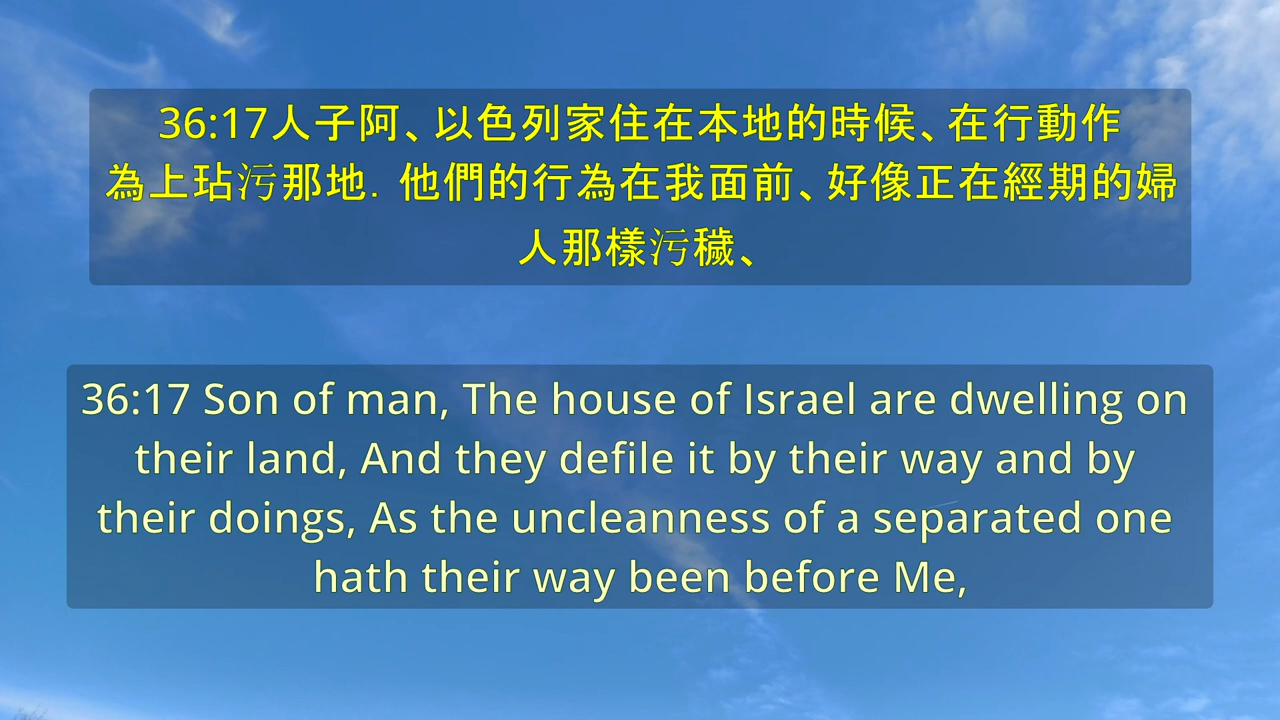 36:17人子阿、以色列家住在本地的時候、在行動作
為上玷污那地．他們的行為在我面前、好像正在經期的婦
人那樣污穢、
36:17 Son of man, The house of Israel are dwelling on
their land, And they defile it by their way and by
their doings, As the uncleanness of a separated one
hath their way been before Me,